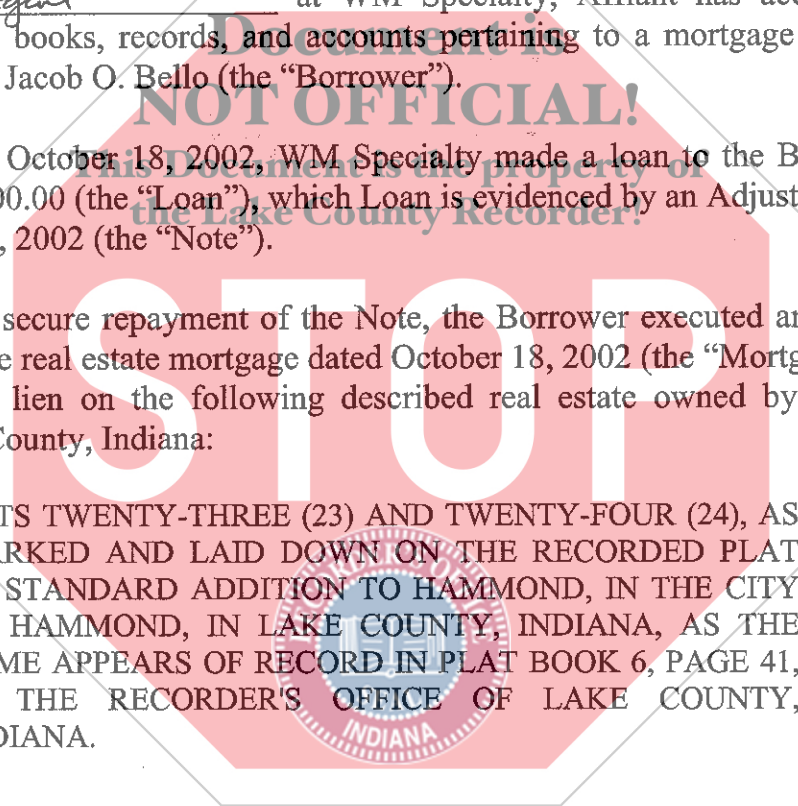 at WM Specialty, Affiant has
books, records, and accounts pertaining to a mortgage
Document is
Jacob O. Bello (the “Borrower”).
NOT OFFICIAL!
October 18, 2002, WM Specialty made a loan to the B
This Document is the property of
00.00 (the “Loan”), which Loan is evidenced by an Adjust
the Lake County Recorder!
, 2002 (the “Note”).
STOP
secure repayment of the Note, the Borrower executed an
e real estate mortgage dated October 18, 2002 (the “Mortg
lien on the following described real estate owned by
County, Indiana:
TS TWENTY-THREE (23) AND TWENTY-FOUR (24), AS
RKED AND LAID DOWN ON THE RECORDED PLAT
STANDARD ADDITION TO HAMMOND, IN THE CITY
HAMMOND, IN LAKE COUNTY, INDIANA, AS THE
ME APPEARS OF RECORD IN PLAT BOOK 6, PAGE 41,
THE RECORDER'S OFFICE OF LAKE COUNTY,
DIANA.
INDIANA